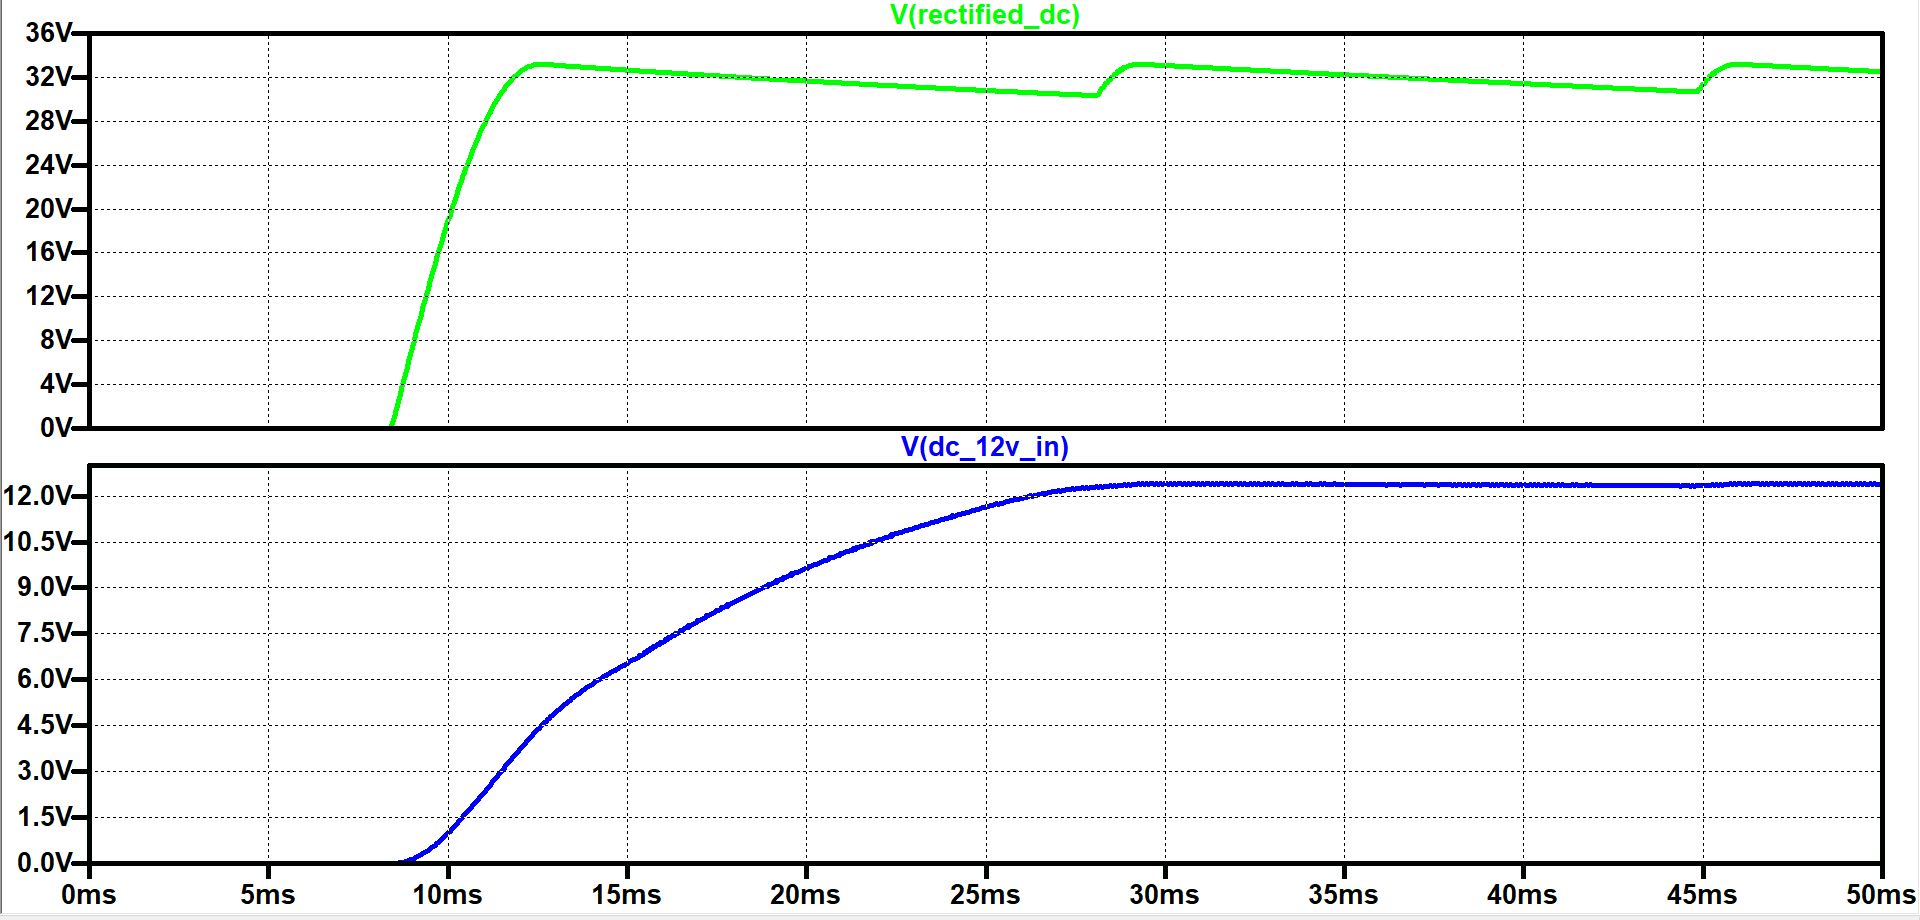 V(rectified_dc)
36V
32V
28V
24V
20V
16V
12V
8V
4V
0V
V(dc_12v_in)
12.0V
10.5V
9.0V
7.5V
6.0V
4.5V
3.0V
1.5V
0.0V
0ms 5ms 10ms 15ms 20ms 25ms 30ms 35ms 40ms 45ms 50ms